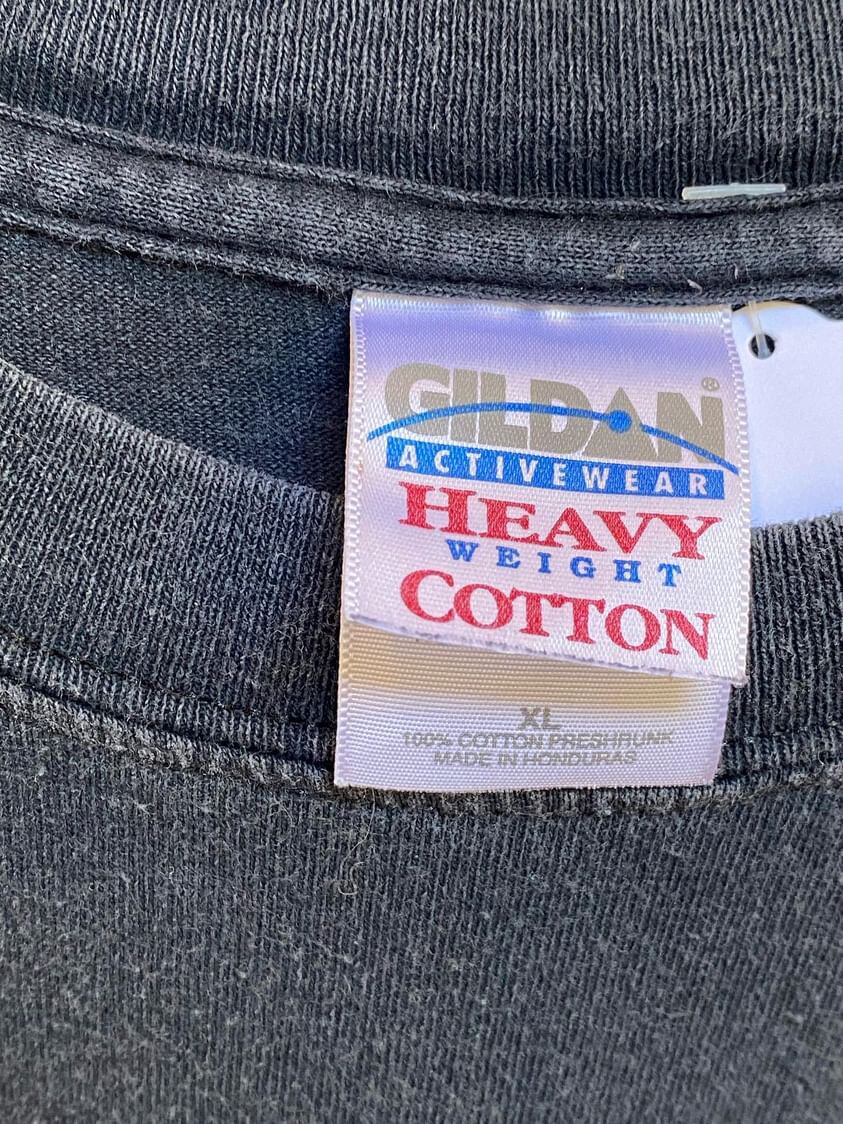 GILDAN®
ACTIVEWEAR
HEAVY
WEIGHT
COTTON
XL
100% COTTON PRESHRUNK
MADE IN HONDURAS